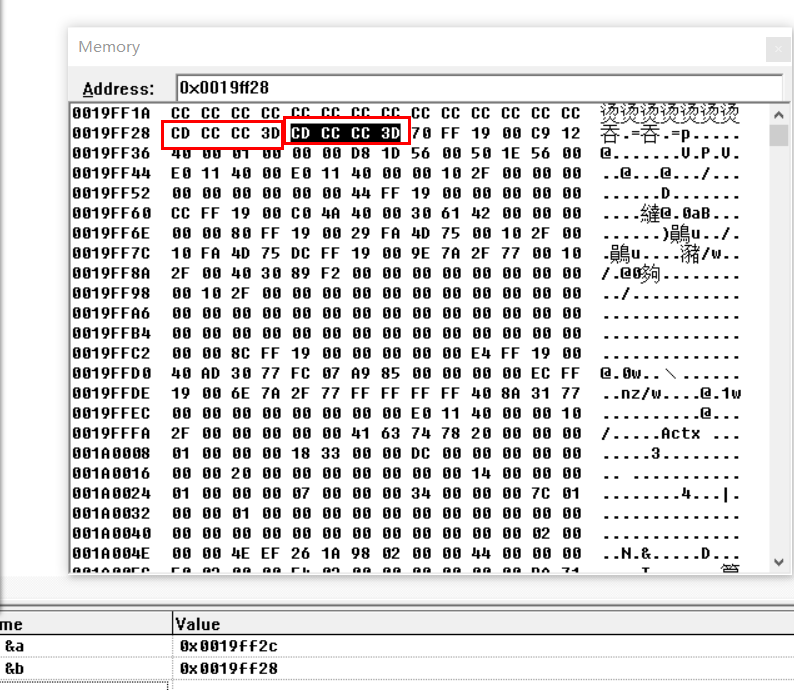 Memory
Address: 0x0019ff28
0019FF1A CC CC CC CC CC CC CC CC CC CC CC CC CC CC 烫烫烫烫烫烫烫
0019FF28 CD CC CC 3D CD CC CC 3D 70 FF 19 00 C9 12 吞.=吞.=p.....
0019FF36 40 00 01 00 00 00 D8 1D 56 00 50 1E 56 00 @.......V.P.V.
0019FF44 E0 11 40 00 E0 11 40 00 00 10 2F 00 00 00 ..@...@.../...
0019FF52 00 00 00 00 00 00 44 FF 19 00 00 00 00 00 ......D.......
0019FF60 CC FF 19 00 C0 4A 40 00 30 61 42 00 00 00 ....繨@.0aB...
0019FF6E 00 00 80 FF 19 00 29 FA 4D 75 00 10 2F 00 ......)鶰u../.
0019FF7C 10 FA 4D 75 DC FF 19 00 9E 7A 2F 77 00 10 .鶰u....瀦/w..
0019FF8A 2F 00 40 30 89 F2 00 00 00 00 00 00 00 00 /.@0夠........
0019FF98 00 10 2F 00 00 00 00 00 00 00 00 00 00 00 ../...........
0019FFA6 00 00 00 00 00 00 00 00 00 00 00 00 00 00 ..............
0019FFB4 00 00 00 00 00 00 00 00 00 00 00 00 00 00 ..............
0019FFC2 00 00 8C FF 19 00 00 00 00 00 E4 FF 19 00 ..............
0019FFD0 40 AD 30 77 FC 07 A9 85 00 00 00 00 EC FF @.0w..﹨......
0019FFDE 19 00 6E 7A 2F 77 FF FF FF FF 40 8A 31 77 ..nz/w....@.1w
0019FFEC 00 00 00 00 00 00 00 00 E0 11 40 00 00 10 ..........@...
0019FFFA 2F 00 00 00 00 00 41 63 74 78 20 00 00 00 /.....Actx ...
001A0008 01 00 00 00 18 33 00 00 DC 00 00 00 00 00 .....3........
001A0016 00 00 20 00 00 00 00 00 00 00 14 00 00 00 .. ...........
001A0024 01 00 00 00 07 00 00 00 34 00 00 00 7C 01 ........4...|.
001A0032 00 00 01 00 00 00 00 00 00 00 00 00 00 00 ..............
001A0040 00 00 00 00 00 00 00 00 00 00 00 00 02 00 ..............
001A004E 00 00 4E EF 26 1A 98 02 00 00 44 00 00 00 ..N.&.....D...
me Value
&a 0x0019ff2c
&b 0x0019ff28